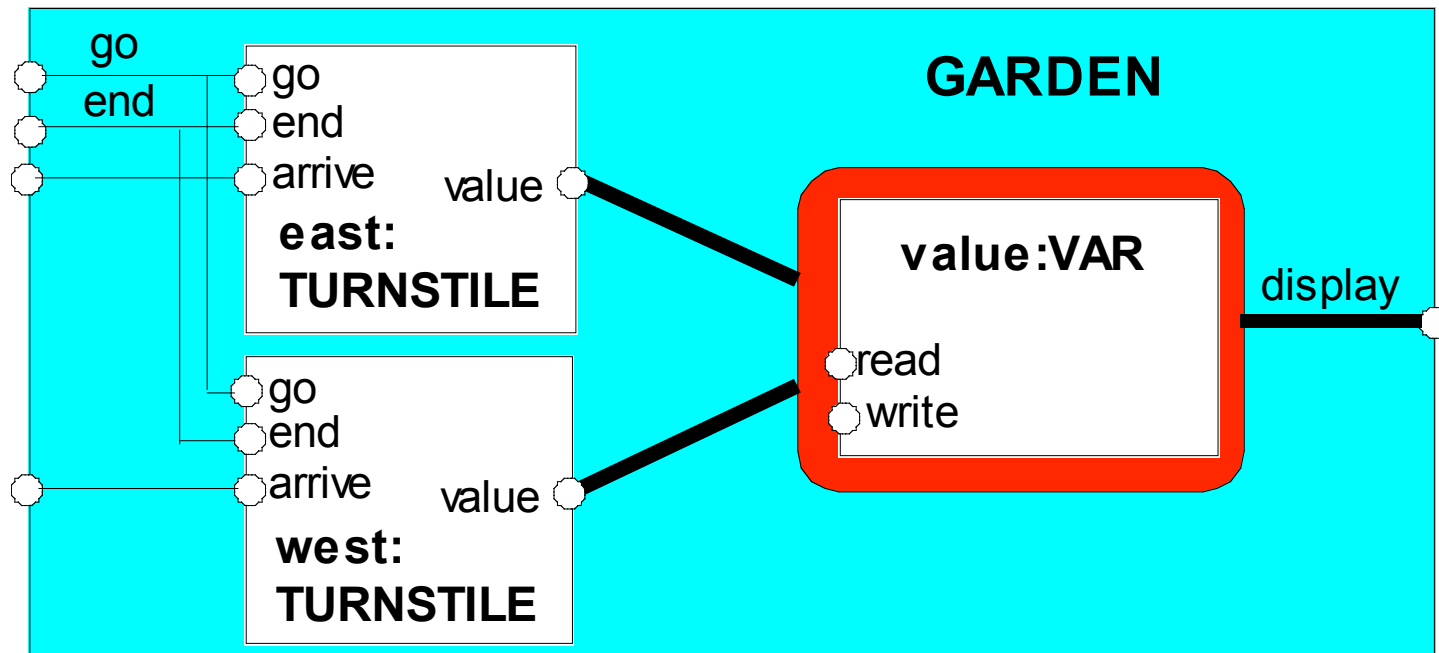 go
end
GARDEN
go
end
arrive
value
east:
TURNSTILE
value:VAR
read
write
display
go
end
arrive
value
west:
TURNSTILE